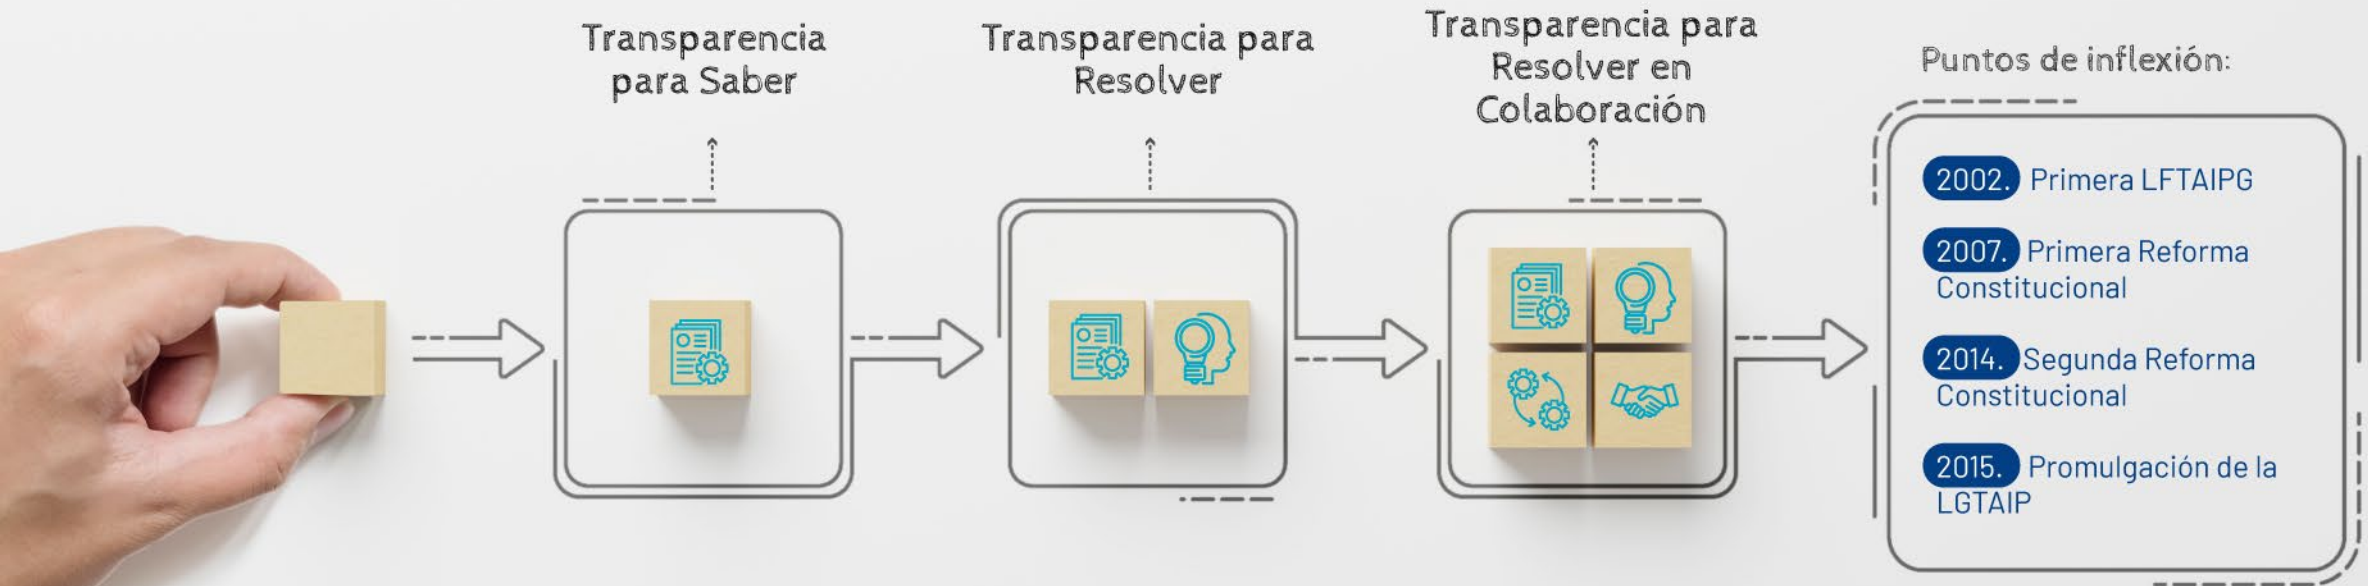 Transparencia
para Saber
Transparencia para
Resolver
Transparencia para
Resolver en
Colaboración
Puntos de inflexión:
2002. Primera LFTAIPG
2007. Primera Reforma
Constitucional
2014. Segunda Reforma
Constitucional
2015. Promulgación de la
LGTAIP